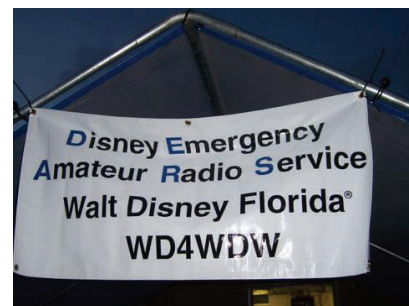 Disney Emergency
Amateur Radio Service
Walt Disney Florida®
WD4WDW